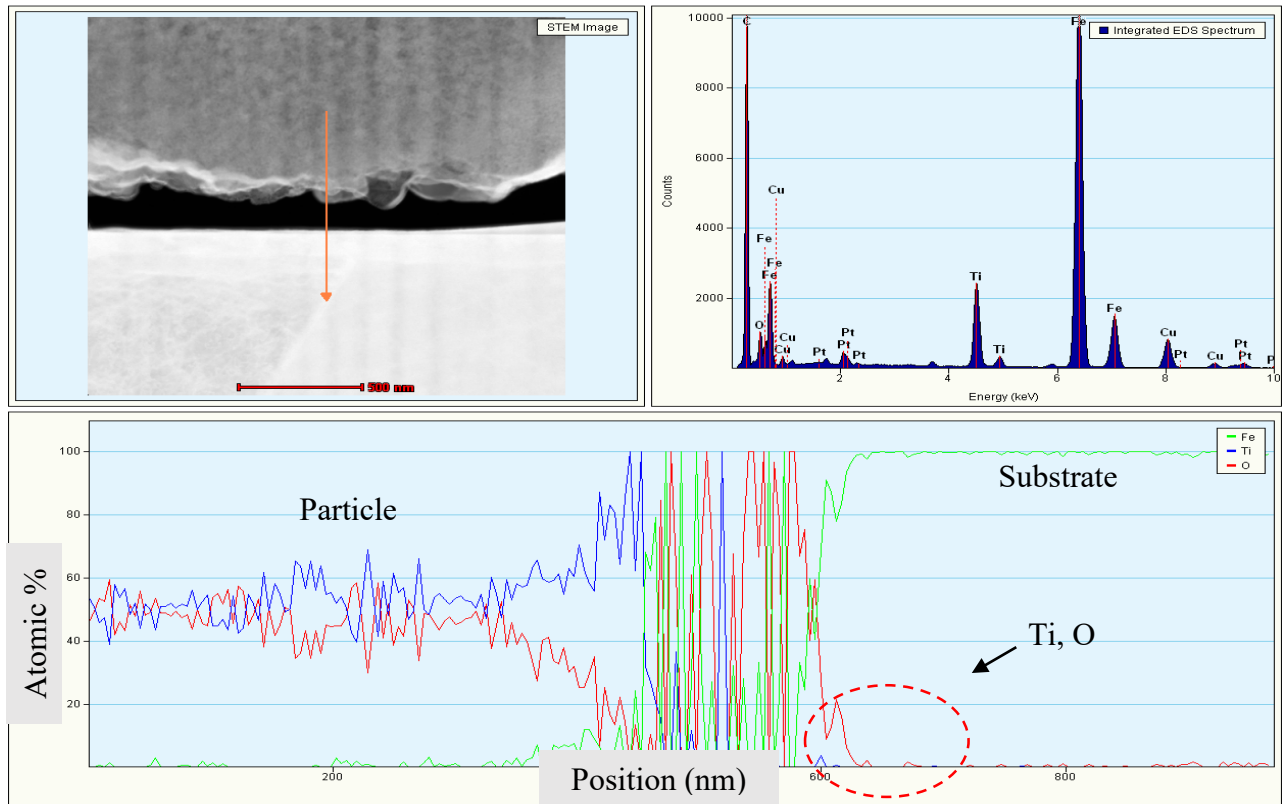 STEM Image
500 nm
Integrated EDS Spectrum
10000
8000
6000
4000
2000
Counts
C
O
Fe
Fe
Fe
Cu
Cu
Cu
Pt
Pt
Pt
Pt
Ti
Ti
Fe
Fe
Cu
Pt
Cu
Pt
Pt
P
2
4
6
8
10
Energy (keV)
Fe
Ti
O
100
80
60
40
20
Atomic %
Particle
Substrate
Ti, O
200
600
800
Position (nm)